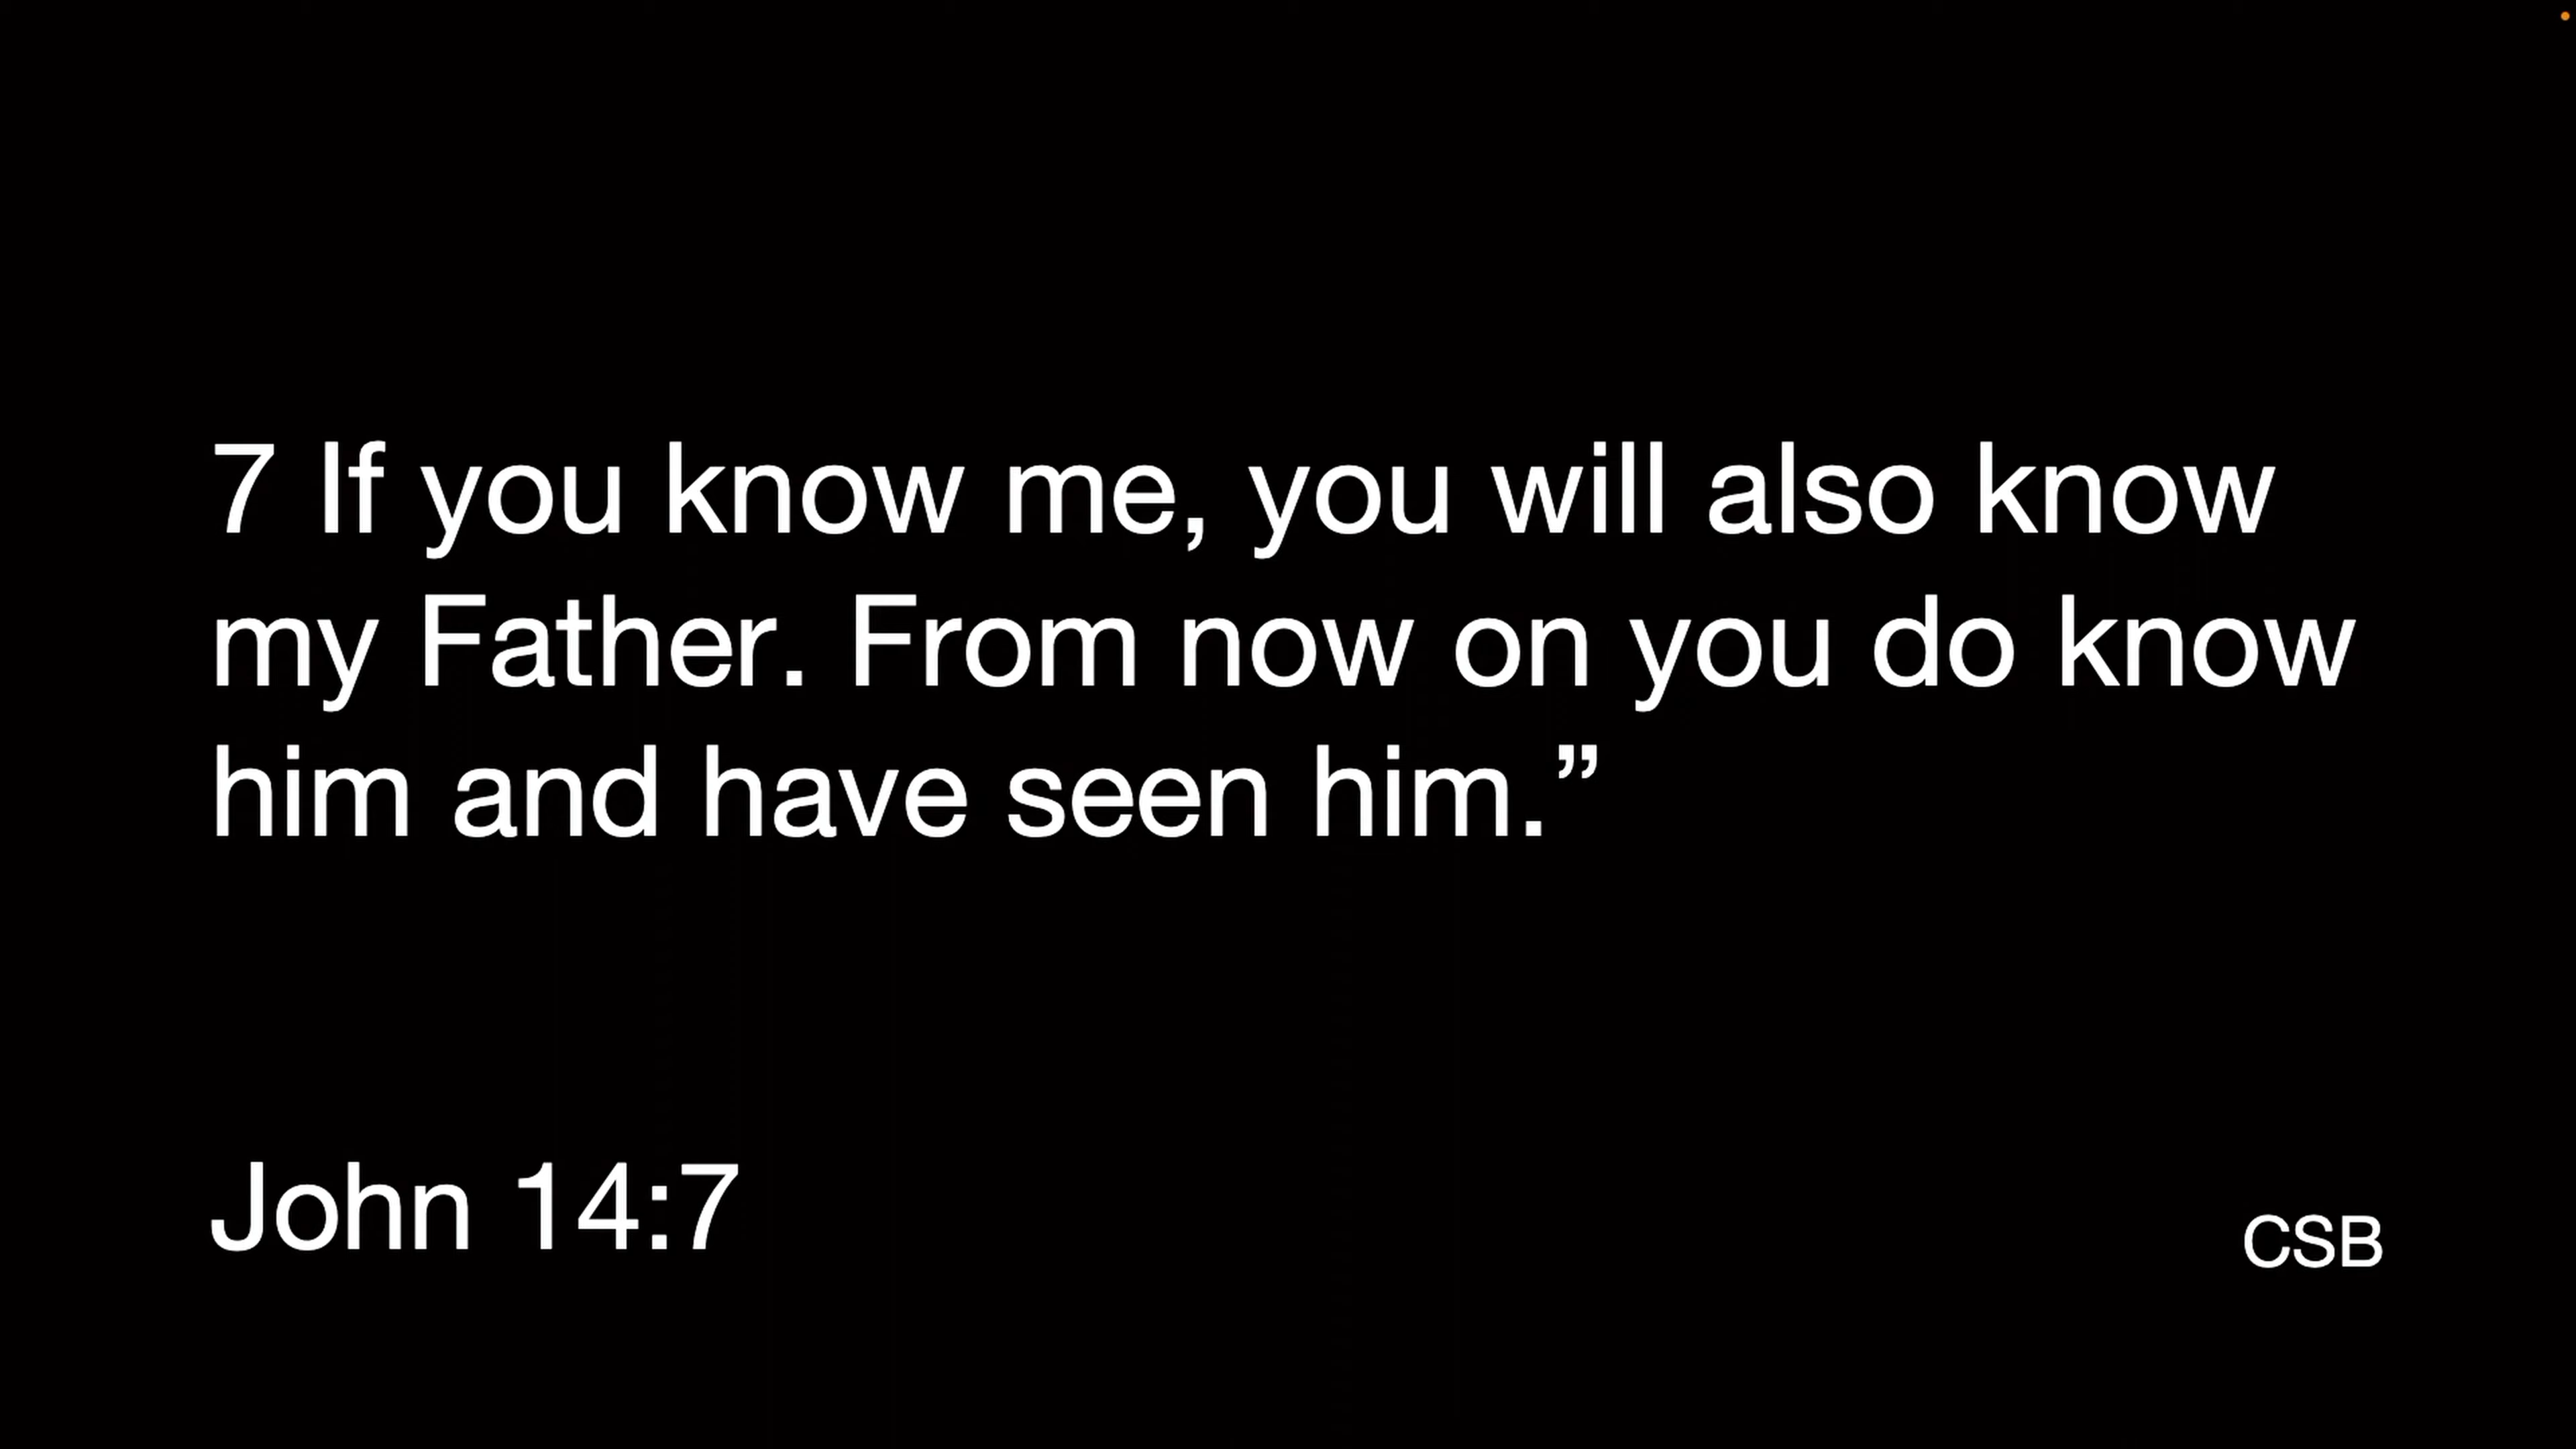 7 If you know me, you will also know
my Father. From now on you do know
him and have seen him.”
John 14:7
CSB